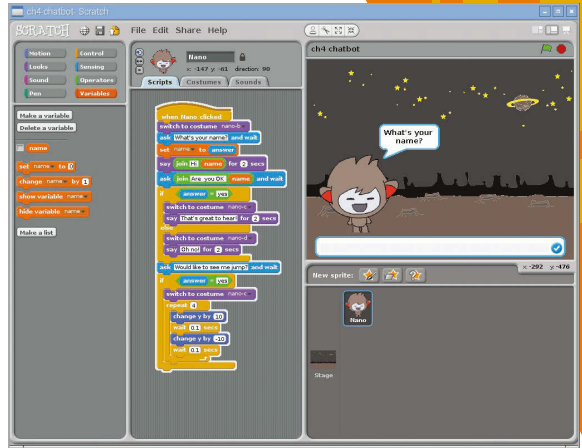 ch4 chatbot Scratch
SCRATCH File Edit Share Help
Motion Control
Looks Sensing
Sound Operators
Pen Variables
Make a variable
Delete a variable
name
set name to 0
change name by 1
show variable name
hide variable name
Make a list
Nano
x: -147 y: -61 direction: 90
Scripts Costumes Sounds
when Nano clicked
switch to costume nano-b
ask What's your name? and wait
set name to answer
say join Hi name for 2 secs
ask join Are you OK name and wait
if answer = yes
switch to costume nano-c
say That's great to hear! for 2 secs
else
switch to costume nano-d
say Oh no! for 2 secs
ask Would like to see me jump? and wait
if answer = yes
switch to costume nano-c
repeat 4
change y by 10
wait 0.1 secs
change y by -10
wait 0.1 secs
ch4 chatbot
What's your
name?
x: -292 y: -476
New sprite:
Nano
Stage